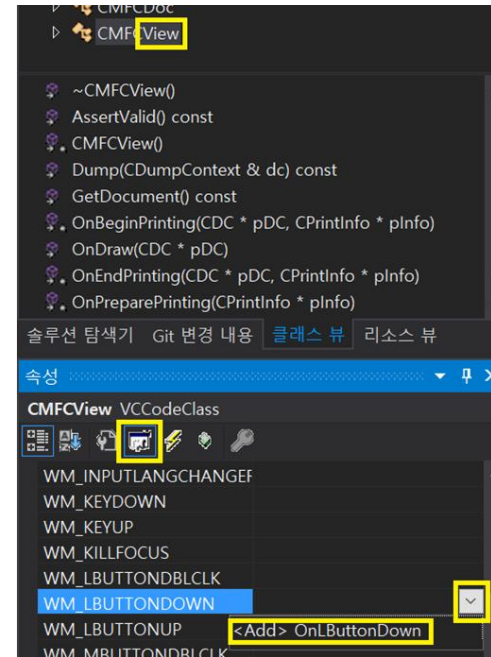 CMFCDoc
CMFCView
~CMFCView()
AssertValid() const
CMFCView()
Dump(CDumpContext & dc) const
GetDocument() const
OnBeginPrinting(CDC * pDC, CPrintInfo * pInfo)
OnDraw(CDC * pDC)
OnEndPrinting(CDC * pDC, CPrintInfo * pInfo)
OnPreparePrinting(CPrintInfo * pInfo)
솔루션 탐색기 Git 변경 내용 클래스 뷰 리소스 뷰
속성
CMFCView VCCodeClass
WM_INPUTLANGCHANGER
WM_KEYDOWN
WM_KEYUP
WM_KILLFOCUS
WM_LBUTTONDBLCLK
WM_LBUTTONDOWN
WM_LBUTTONUP <Add> OnLButtonDown
WM_MBUTTONDBLCLK